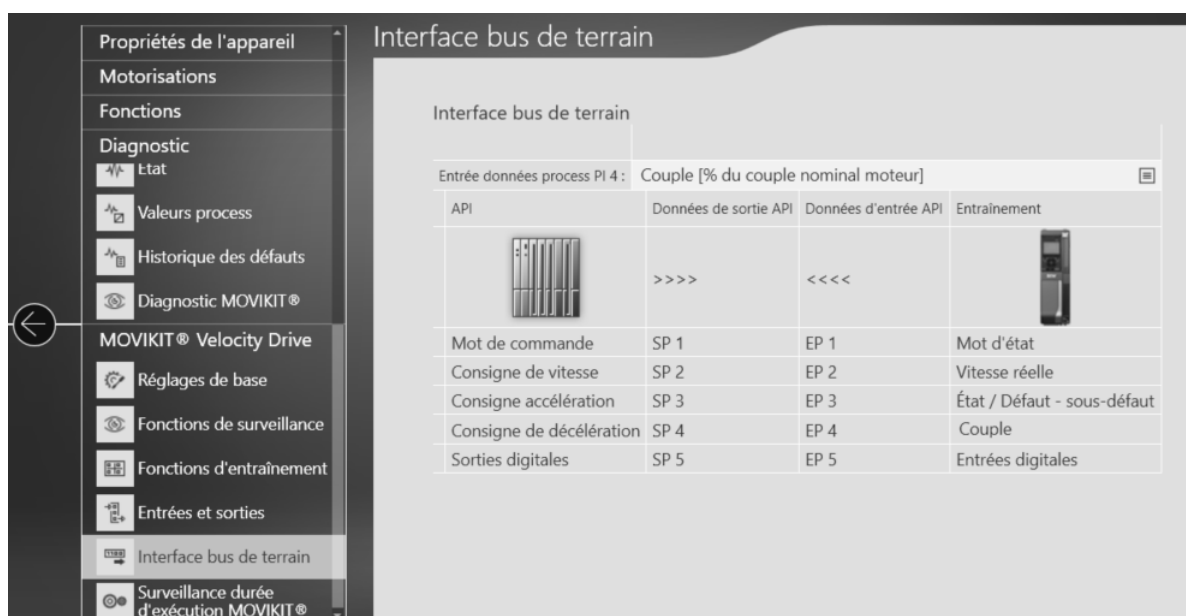 Propriétés de l'appareil
Motorisations
Fonctions
Diagnostic
Etat
Valeurs process
Historique des défauts
Diagnostic MOVIKIT®
MOVIKIT® Velocity Drive
Réglages de base
Fonctions de surveillance
Fonctions d'entraînement
Entrées et sorties
Interface bus de terrain
Surveillance durée
d'exécution MOVIKIT®
Interface bus de terrain
Interface bus de terrain
Entrée données process PI 4 : Couple [% du couple nominal moteur]
API Données de sortie API Données d'entrée API Entraînement
>>>> <<<<
Mot de commande SP 1 EP 1 Mot d'état
Consigne de vitesse SP 2 EP 2 Vitesse réelle
Consigne accélération SP 3 EP 3 État / Défaut - sous-défaut
Consigne de décélération SP 4 EP 4 Couple
Sorties digitales SP 5 EP 5 Entrées digitales